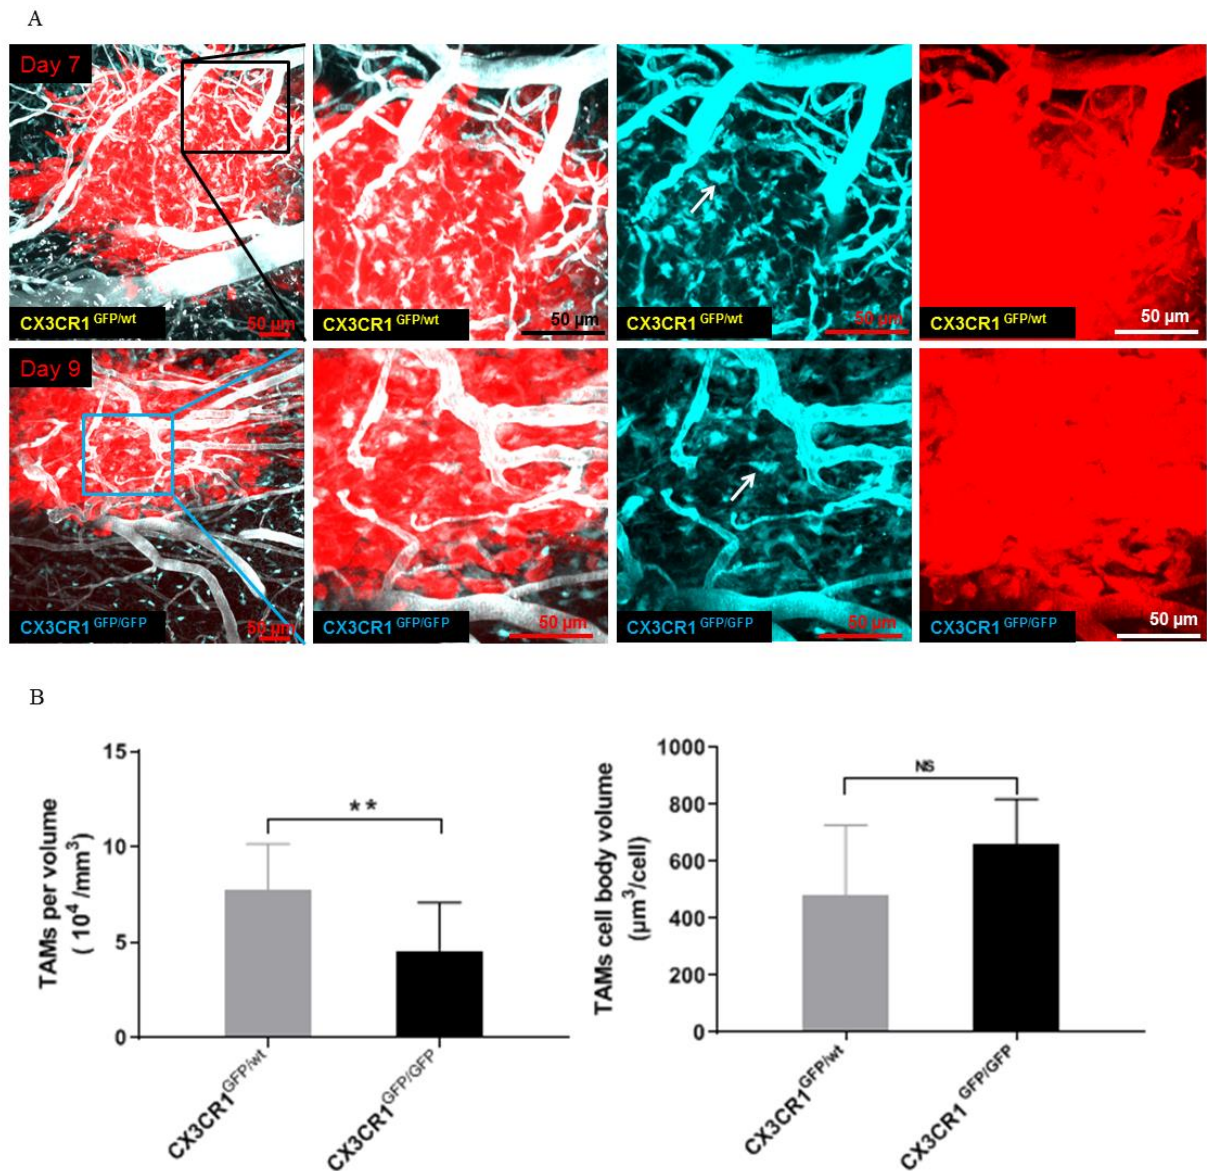 A
Day 7
CX3CR1 GFP/wt
50 µm
CX3CR1 GFP/wt
50 µm
CX3CR1 GFP/wt
50 µm
CX3CR1 GFP/wt
50 µm
Day 9
CX3CR1 GFP/GFP
50 µm
CX3CR1 GFP/GFP
50 µm
CX3CR1 GFP/GFP
50 µm
CX3CR1 GFP/GFP
50 µm
B
TAMs per volume
( 10⁴ /mm³)
15
10
5
0
**
CX3CR1GFP/wt
CX3CR1GFP/GFP
TAMs cell body volume
(µm³/cell)
1000
800
600
400
200
0
NS
CX3CR1GFP/wt
CX3CR1 GFP/GFP